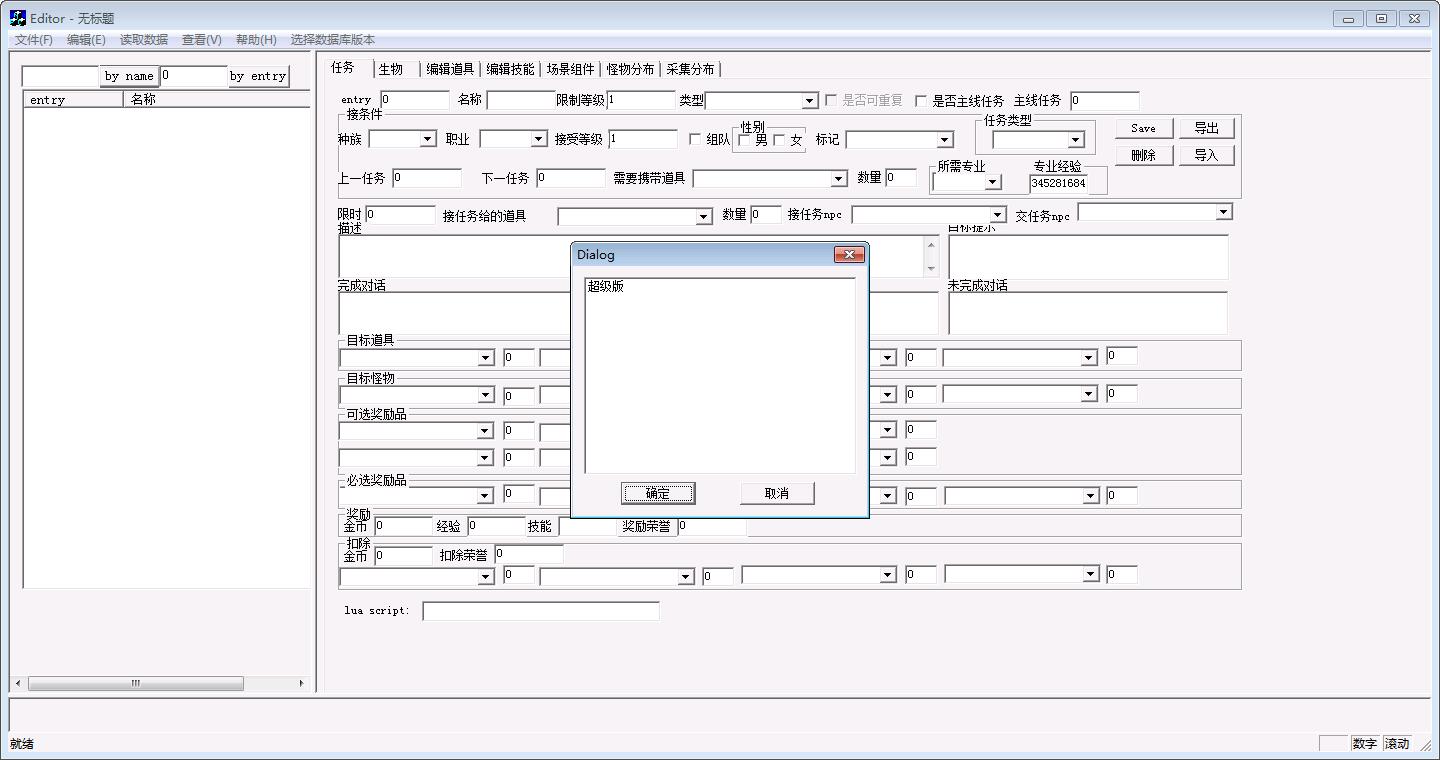 Editor - 无标题
文件(F) 编辑(E) 读取数据 查看(V) 帮助(H) 选择数据库版本
by name 0 by entry
entry 名称
任务 生物 编辑道具 编辑技能 场景组件 怪物分布 采集分布
entry 0 名称 限制等级 1 类型 是否可重复 是否主线任务 主线任务 0
接条件
种族 职业 接受等级 1 组队 性别 男 女 标记 任务类型 Save 导出
删除 导入
上一任务 0 下一任务 0 需要携带道具 数量 0 所需专业 专业经验 345281684
限时 0 接任务给的道具 数量 0 接任务npc 交任务npc
描述 目标提示
Dialog
超级版
确定 取消
完成对话 未完成对话
目标道具
0 0 0
目标怪物
0 0 0
可选奖励品
0 0
0 0
必选奖励品
0 0 0
奖励
金币 0 经验 0 技能 奖励荣誉 0
扣除
金币 0 扣除荣誉 0
0 0 0 0
lua script:
就绪 数字 滚动